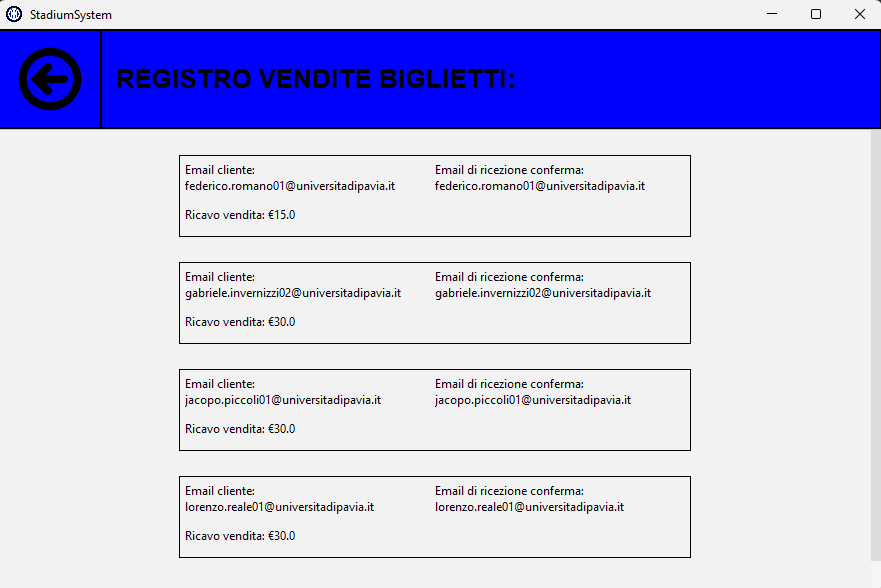 StadiumSystem
REGISTRO VENDITE BIGLIETTI:
Email cliente:
federico.romano01@universitadipavia.it
Email di ricezione conferma:
federico.romano01@universitadipavia.it
Ricavo vendita: €15.0
Email cliente:
gabriele.invernizzi02@universitadipavia.it
Email di ricezione conferma:
gabriele.invernizzi02@universitadipavia.it
Ricavo vendita: €30.0
Email cliente:
jacopo.piccoli01@universitadipavia.it
Email di ricezione conferma:
jacopo.piccoli01@universitadipavia.it
Ricavo vendita: €30.0
Email cliente:
lorenzo.reale01@universitadipavia.it
Email di ricezione conferma:
lorenzo.reale01@universitadipavia.it
Ricavo vendita: €30.0